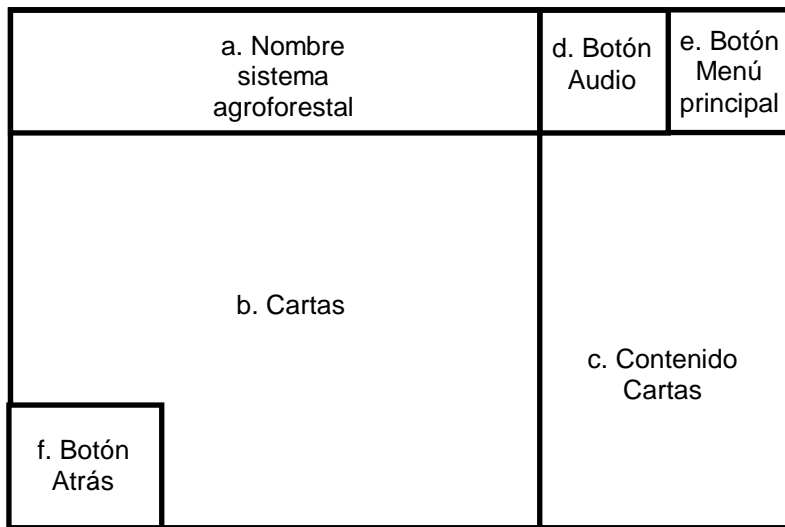 a. Nombre
sistema
agroforestal
d. Botón
Audio
e. Botón
Menú
principal
b. Cartas
c. Contenido
Cartas
f. Botón
Atrás